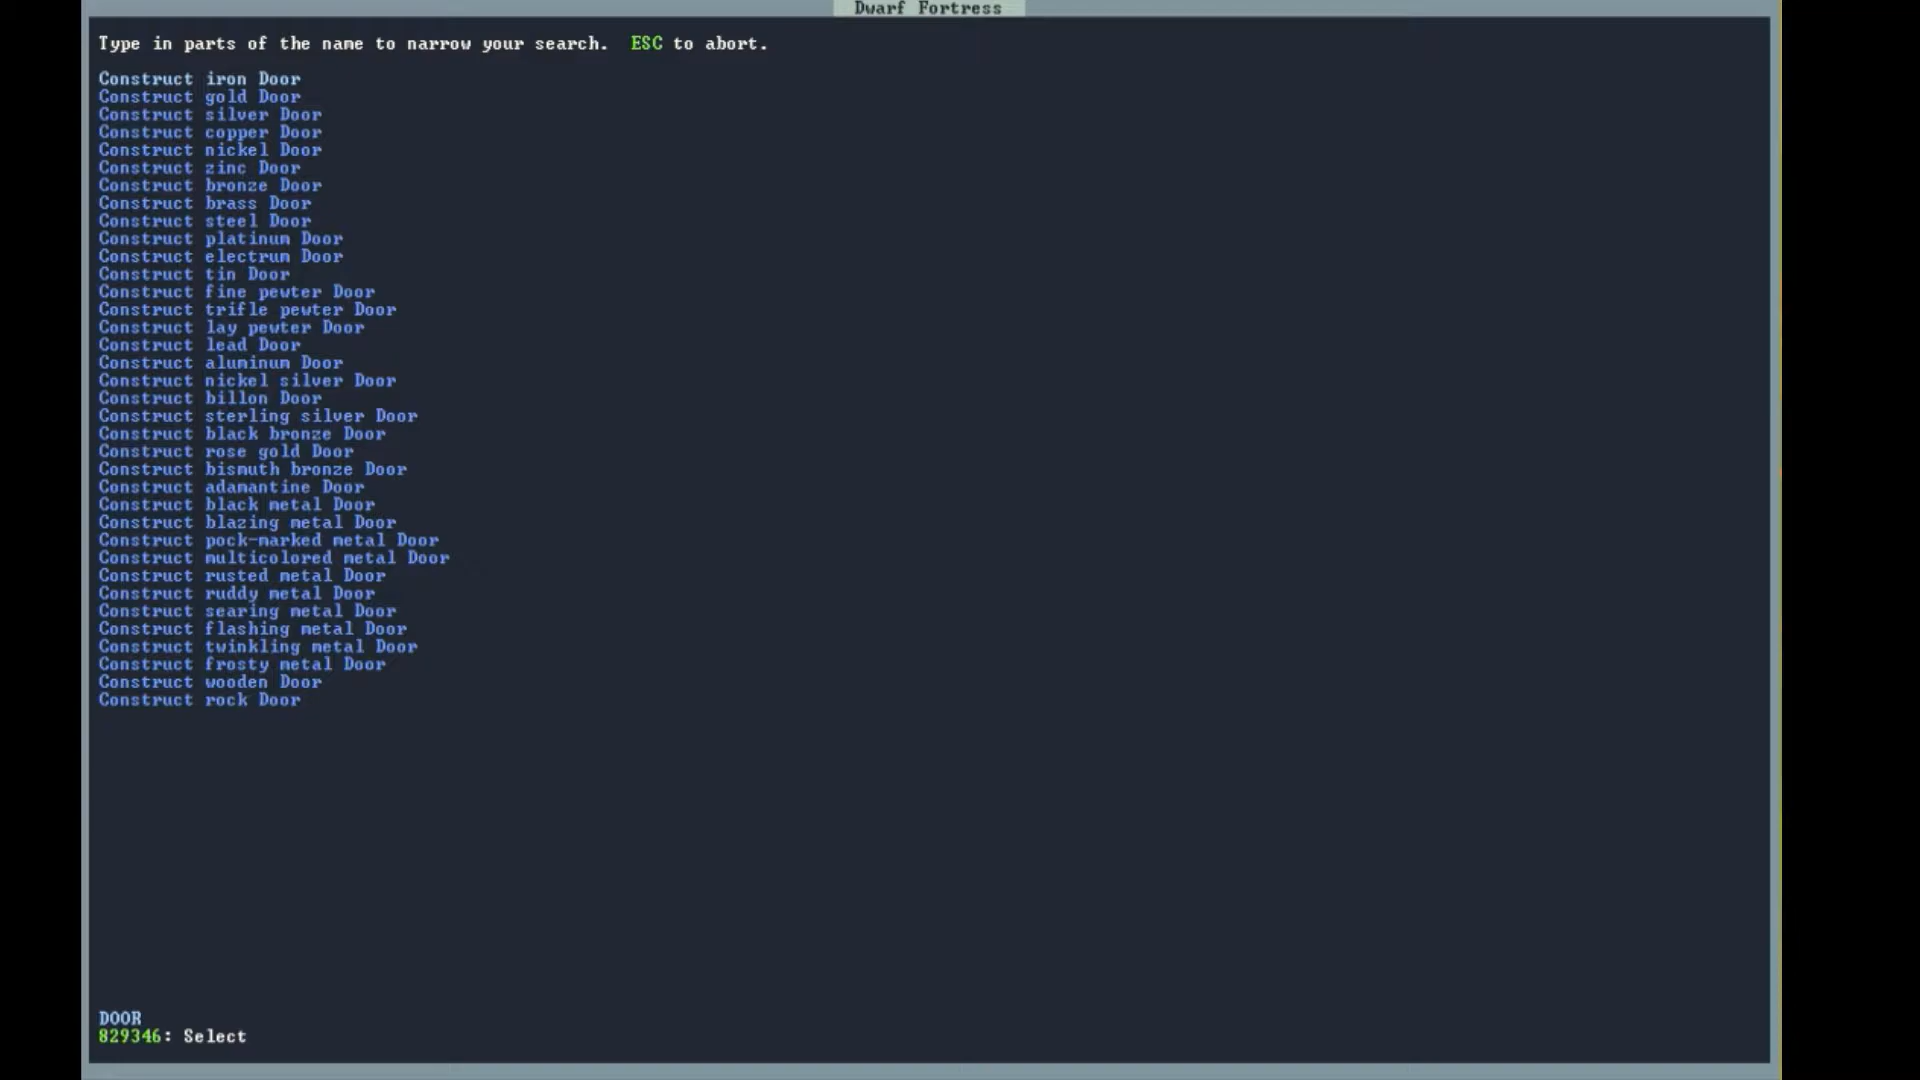 Dwarf Fortress
Type in parts of the name to narrow your search.  ESC to abort.
Construct iron Door
Construct gold Door
Construct silver Door
Construct copper Door
Construct nickel Door
Construct zinc Door
Construct bronze Door
Construct brass Door
Construct steel Door
Construct platinum Door
Construct electrum Door
Construct tin Door
Construct fine pewter Door
Construct trifle pewter Door
Construct lay pewter Door
Construct lead Door
Construct aluminum Door
Construct nickel silver Door
Construct billon Door
Construct sterling silver Door
Construct black bronze Door
Construct rose gold Door
Construct bismuth bronze Door
Construct adamantine Door
Construct black metal Door
Construct blazing metal Door
Construct pock-marked metal Door
Construct multicolored metal Door
Construct rusted metal Door
Construct ruddy metal Door
Construct searing metal Door
Construct flashing metal Door
Construct twinkling metal Door
Construct frosty metal Door
Construct wooden Door
Construct rock Door
DOOR
829346: Select